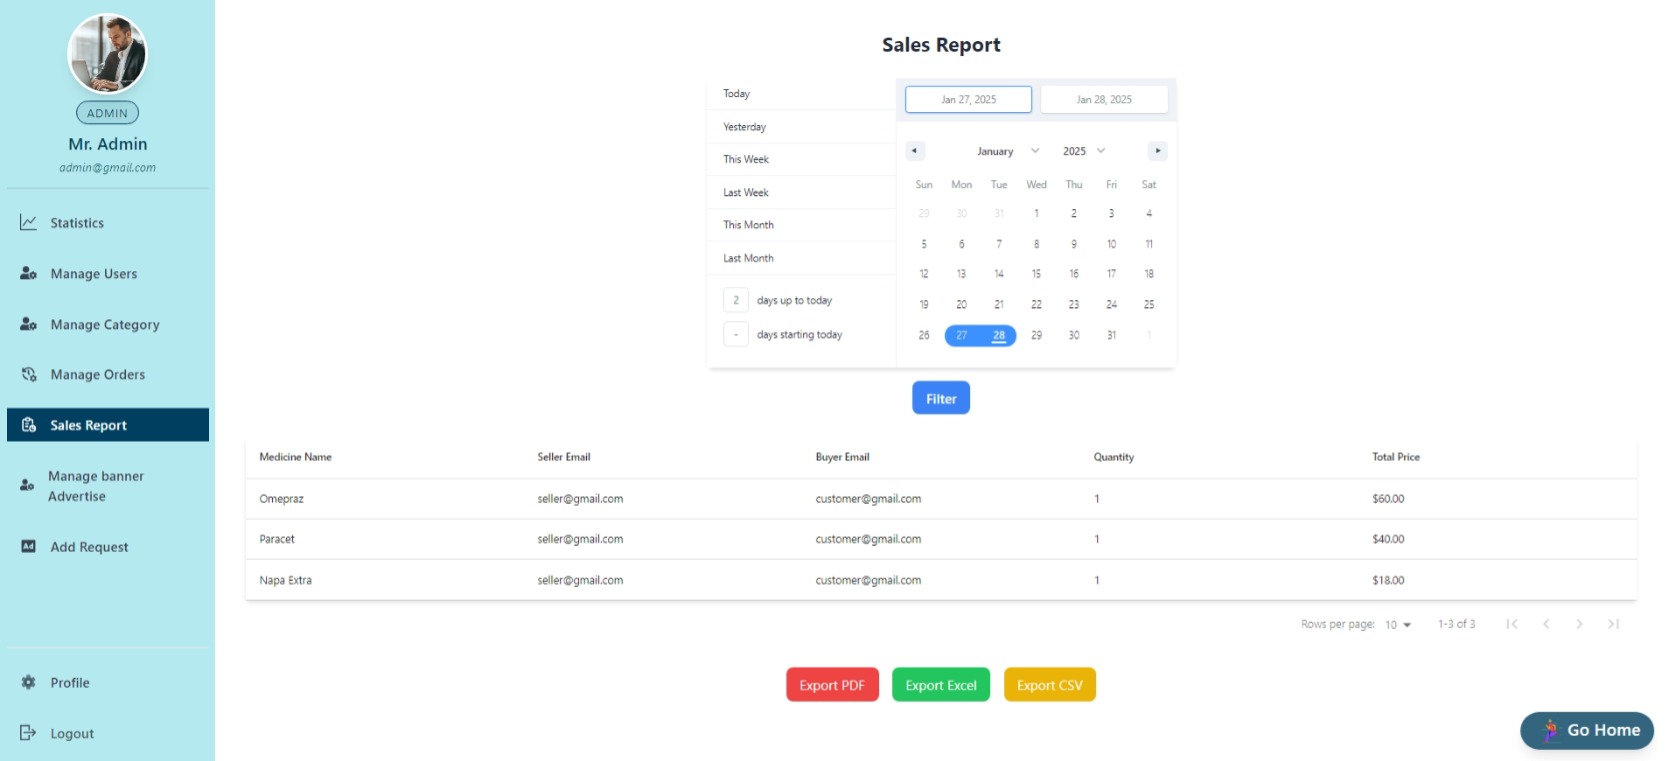 ADMIN
Mr. Admin
admin@gmail.com
Statistics
Manage Users
Manage Category
Manage Orders
Sales Report
Manage banner
Advertise
Ad
Add Request
Profile
Logout
Sales Report
Today
Yesterday
This Week
Last Week
This Month
Last Month
2 days up to today
- days starting today
Jan 27, 2025 Jan 28, 2025
January 2025
Sun Mon Tue Wed Thu Fri Sat
29 30 31 1 2 3 4
5 6 7 8 9 10 11
12 13 14 15 16 17 18
19 20 21 22 23 24 25
26 27 28 29 30 31 1
Filter
Medicine Name Seller Email Buyer Email Quantity Total Price
Omepraz seller@gmail.com customer@gmail.com 1 $60.00
Paracet seller@gmail.com customer@gmail.com 1 $40.00
Napa Extra seller@gmail.com customer@gmail.com 1 $18.00
Rows per page: 10 1-3 of 3
Export PDF Export Excel Export CSV
Go Home